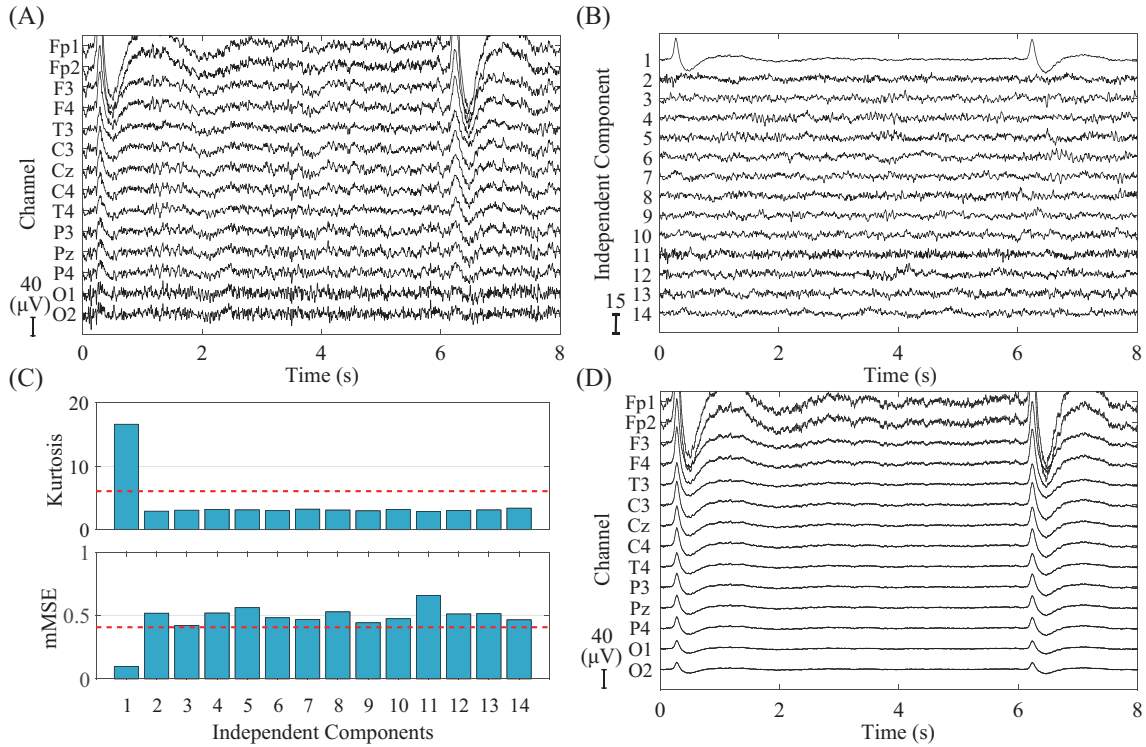 (A)
Fp1
Fp2
F3
F4
T3
C3
Cz
C4
T4
P3
Pz
P4
O1
O2
Channel
40
(μV)
0 2 4 6 8
Time (s)
(B)
1
2
3
4
5
6
7
8
9
10
11
12
13
14
Independent Component
15
0 2 4 6 8
Time (s)
(C)
20
10
0
Kurtosis
1
0.5
0
mMSE
1 2 3 4 5 6 7 8 9 10 11 12 13 14
Independent Components
(D)
Fp1
Fp2
F3
F4
T3
C3
Cz
C4
T4
P3
Pz
P4
O1
O2
Channel
40
(μV)
0 2 4 6 8
Time (s)